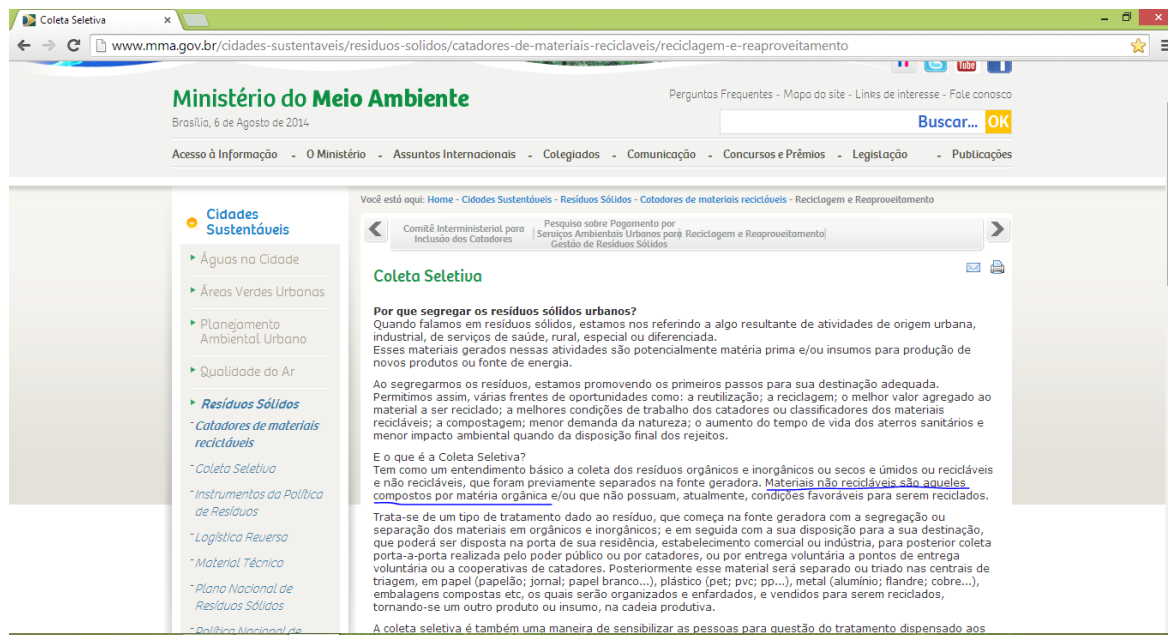 Coleta Seletiva
www.mma.gov.br/cidades-sustentaveis/residuos-solidos/catadores-de-materiais-reciclaveis/reciclagem-e-reaproveitamento
Tube
Ministério do Meio Ambiente
Perguntas Frequentes - Mapa do site - Links de interesse - Fale conosco
Brasília, 6 de Agosto de 2014
Buscar... OK
Acesso à Informação - O Ministério - Assuntos Internacionais - Colegiados - Comunicação - Concursos e Prêmios - Legislação - Publicações
Você está aqui: Home - Cidades Sustentáveis - Resíduos Sólidos - Catadores de materiais recicláveis - Reciclagem e Reaproveitamento
Cidades
Sustentáveis
Águas na Cidade
Áreas Verdes Urbanas
Planejamento
Ambiental Urbano
Qualidade do Ar
Resíduos Sólidos
Catadores de materiais
recicláveis
Coleta Seletiva
Instrumentos da Política
de Resíduos
Logística Reversa
Material Técnico
Plano Nacional de
Resíduos Sólidos
Política Nacional de
Comitê Interministerial para
Inclusão dos Catadores
Pesquisa sobre Pagamento por
Serviços Ambientais Urbanos para
Gestão de Resíduos Sólidos
Reciclagem e Reaproveitamento
Coleta Seletiva
Por que segregar os resíduos sólidos urbanos?
Quando falamos em resíduos sólidos, estamos nos referindo a algo resultante de atividades de origem urbana,
industrial, de serviços de saúde, rural, especial ou diferenciada.
Esses materiais gerados nessas atividades são potencialmente matéria prima e/ou insumos para produção de
novos produtos ou fonte de energia.
Ao segregarmos os resíduos, estamos promovendo os primeiros passos para sua destinação adequada.
Permitimos assim, várias frentes de oportunidades como: a reutilização; a reciclagem; o melhor valor agregado ao
material a ser reciclado; a melhores condições de trabalho dos catadores ou classificadores dos materiais
recicláveis; a compostagem; menor demanda da natureza; o aumento do tempo de vida dos aterros sanitários e
menor impacto ambiental quando da disposição final dos rejeitos.
E o que é a Coleta Seletiva?
Tem como um entendimento básico a coleta dos resíduos orgânicos e inorgânicos ou secos e úmidos ou recicláveis
e não recicláveis, que foram previamente separados na fonte geradora. Materiais não recicláveis são aqueles
compostos por matéria orgânica e/ou que não possuam, atualmente, condições favoráveis para serem reciclados.
Trata-se de um tipo de tratamento dado ao resíduo, que começa na fonte geradora com a segregação ou
separação dos materiais em orgânicos e inorgânicos; e em seguida com a sua disposição para a sua destinação,
que poderá ser disposta na porta de sua residência, estabelecimento comercial ou indústria, para posterior coleta
porta-a-porta realizada pelo poder público ou por catadores, ou por entrega voluntária a pontos de entrega
voluntária ou a cooperativas de catadores. Posteriormente esse material será separado ou triado nas centrais de
triagem, em papel (papelão; jornal; papel branco...), plástico (pet; pvc; pp...), metal (alumínio; flandre; cobre...),
embalagens compostas etc, os quais serão organizados e enfardados, e vendidos para serem reciclados,
tornando-se um outro produto ou insumo, na cadeia produtiva.
A coleta seletiva é também uma maneira de sensibilizar as pessoas para questão do tratamento dispensado aos